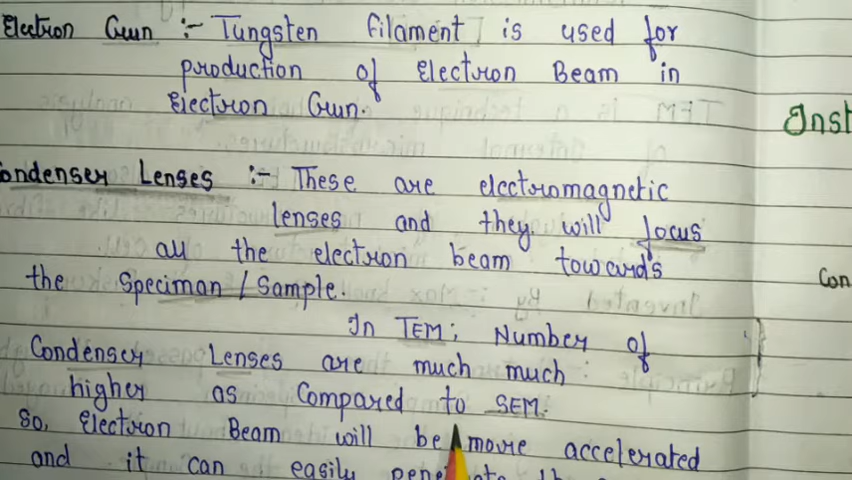 Electron Gun :- Tungsten Filament is used for
production of Electron Beam in
Electron Gun.
Inst
ondenser Lenses :- These are electromagnetic
lenses and they will focus
all the electron beam towards
the Speciman / Sample.
Con
In TEM; Number of
Condenser Lenses are much much
higher as Compared to SEM.
So, Electron Beam will be more accelerated
and it can easily